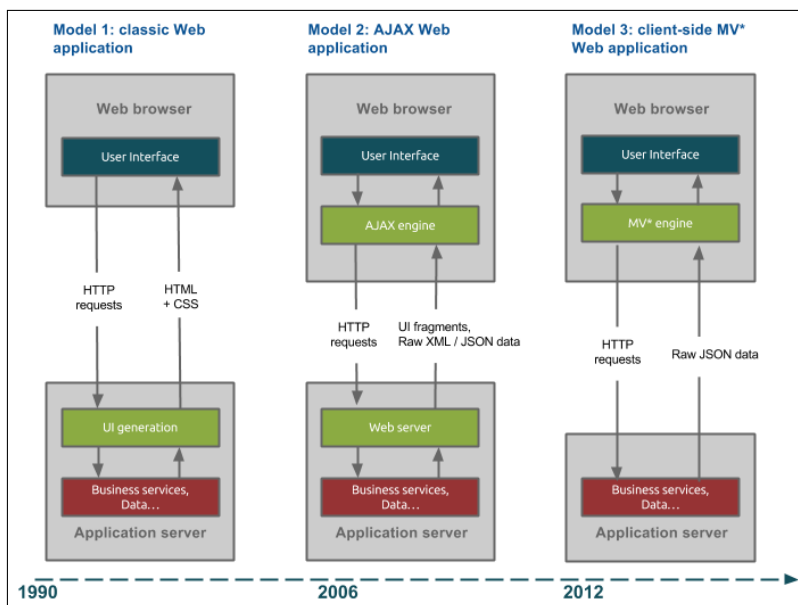 Model 1: classic Web
application
Web browser
User Interface
HTTP
requests
HTML
+ CSS
UI generation
Business services,
Data…
Application server
Model 2: AJAX Web
application
Web browser
User Interface
AJAX engine
HTTP
requests
UI fragments,
Raw XML / JSON data
Web server
Business services,
Data…
Application server
Model 3: client-side MV*
Web application
Web browser
User Interface
MV* engine
HTTP
requests
Raw JSON data
Business services,
Data…
Application server
1990
2006
2012